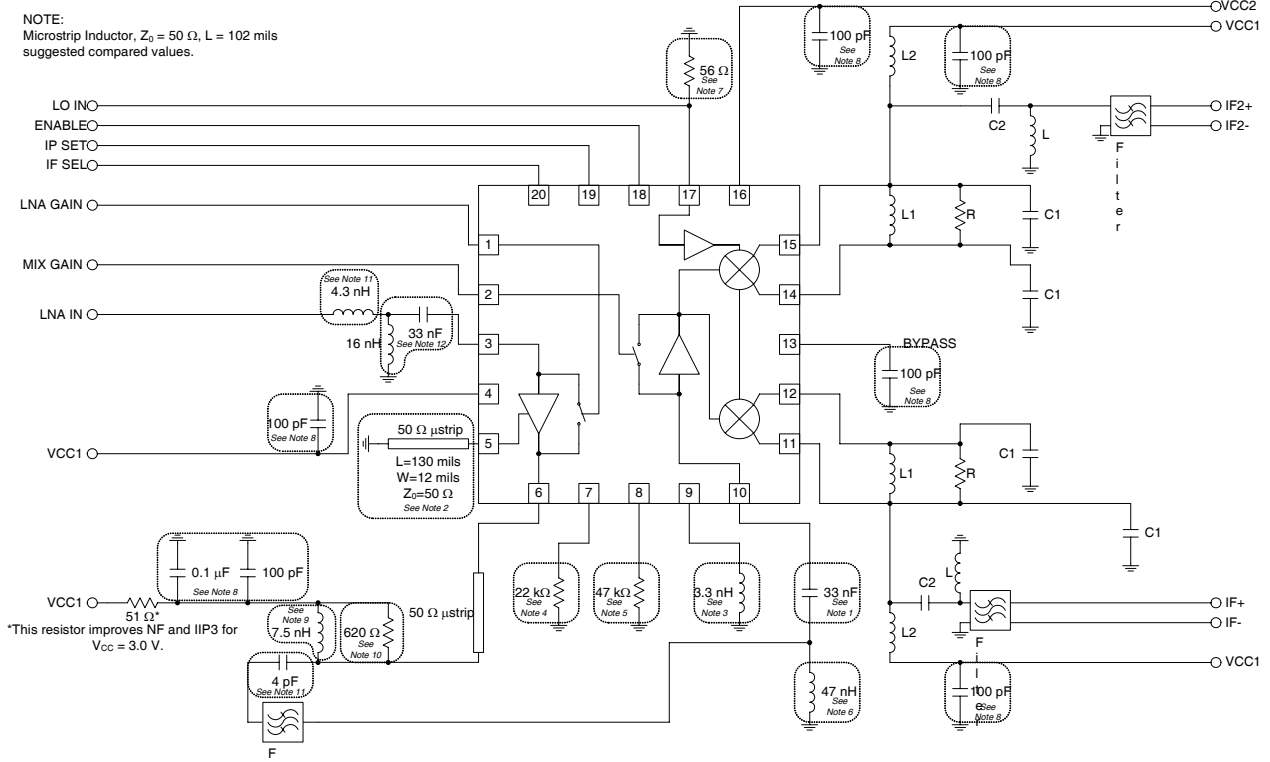 NOTE:
Microstrip Inductor, Z0 = 50 Ω, L = 102 mils
suggested compared values.
VCC2
VCC1
100 pF
See
Note 8
L2
100 pF
See
Note 8
56 Ω
See
Note 7
LO IN
ENABLE
IP SET
IF SEL
C2
L
IF2+
IF2-
F
i
l
t
e
r
20
19
18
17
16
LNA GAIN
1
15
L1
R
C1
MIX GAIN
2
14
C1
See Note 11
4.3 nH
LNA IN
33 nF
See Note 12
16 nH
3
13
BYPASS
100 pF
See
Note 8
4
12
100 pF
See Note 8
VCC1
50 Ω µstrip
5
11
L=130 mils
W=12 mils
Z0=50 Ω
See Note 2
L1
R
C1
6
7
8
9
10
C1
0.1 µF
100 pF
See Note 8
VCC1
51 Ω*
*This resistor improves NF and IIP3 for
VCC = 3.0 V.
See
Note 9
7.5 nH
620 Ω
See
Note 10
50 Ω µstrip
22 kΩ
See
Note 4
47 kΩ
See
Note 5
3.3 nH
See
Note 3
33 nF
See
Note 1
C2
L
IF+
IF-
L2
F
i
l
t
e
r
VCC1
4 pF
See Note 11
47 nH
See
Note 6
100 pF
See
Note 8
F